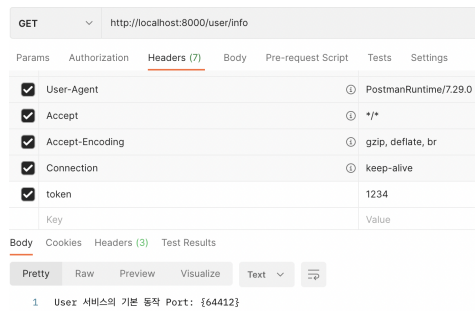 GET http://localhost:8000/user/info
Params Authorization Headers (7) Body Pre-request Script Tests Settings
User-Agent PostmanRuntime/7.29.0
Accept */*
Accept-Encoding gzip, deflate, br
Connection keep-alive
token 1234
Key Value
Body Cookies Headers (3) Test Results
Pretty Raw Preview Visualize Text
1 User 서비스의 기본 동작 Port: {64412}